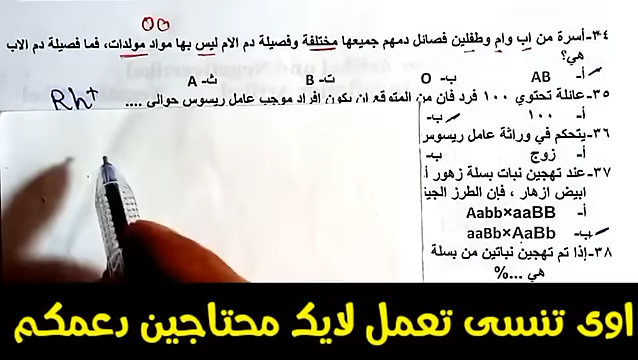 OO
٣٤-أسرة من اب وام وطفلين فصائل دمهم جميعها مختلفة وفصيلة دم الام ليس بها مواد مولدات، فما فصيلة دم الاب
هي؟
أ- AB ب- O ت- B ث- A
٣٥-عائلة تحتوي ١٠٠ فرد فان من المتوقع ان يكون افراد موجب عامل ريسوس حوالى ....
Rh+
أ- ١٠٠ ب-
٣٦-يتحكم في وراثة عامل ريسوس
أ- زوج ب-
٣٧-عند تهجين نبات بسلة زهور أ
ابيض ازهار ، فإن الطرز الجيز
أ- Aabb×aaBB
ب- aaBb×AaBb
٣٨-إذا تم تهجين نباتين من بسلة
هي ...%
اوى تنسى تعمل لايك محتاجين دعمكم